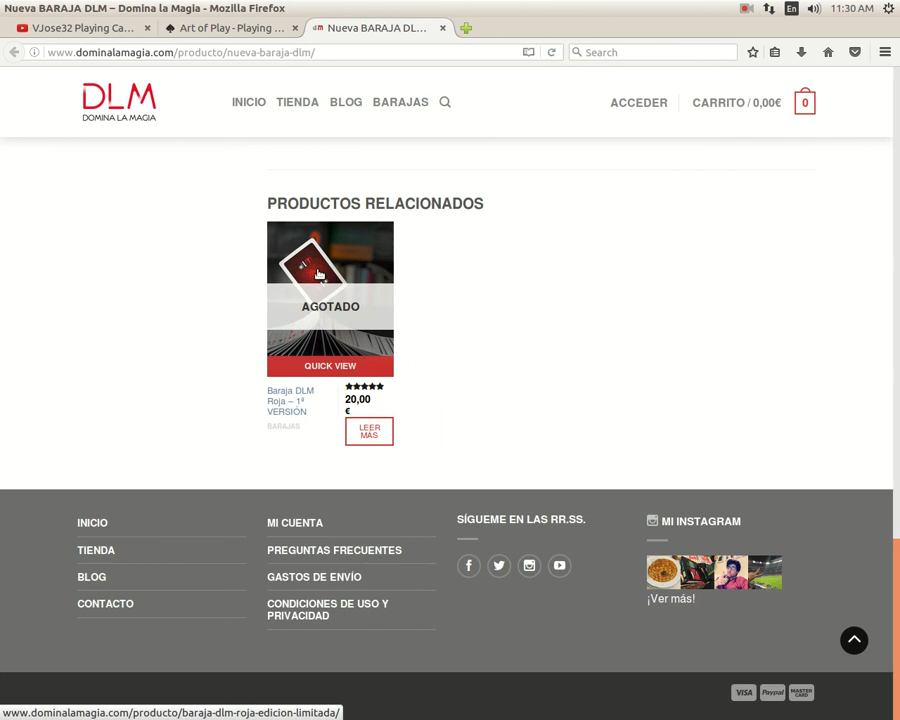 Nueva BARAJA DLM – Domina la Magia - Mozilla Firefox
En
11:30 AM
VJose32 Playing Ca...
Art of Play - Playing ...
Nueva BARAJA DL...
www.dominalamagia.com/producto/nueva-baraja-dlm/
Search
DLM
DOMINA LA MAGIA
INICIO
TIENDA
BLOG
BARAJAS
ACCEDER
CARRITO / 0,00€
0
PRODUCTOS RELACIONADOS
AGOTADO
QUICK VIEW
Baraja DLM
Roja – 1ª
VERSIÓN
BARAJAS
20,00
€
LEER
MÁS
INICIO
TIENDA
BLOG
CONTACTO
MI CUENTA
PREGUNTAS FRECUENTES
GASTOS DE ENVÍO
CONDICIONES DE USO Y
PRIVACIDAD
SÍGUEME EN LAS RR.SS.
MI INSTAGRAM
¡Ver más!
VISA
PayPal
MASTER
CARD
www.dominalamagia.com/producto/baraja-dlm-roja-edicion-limitada/